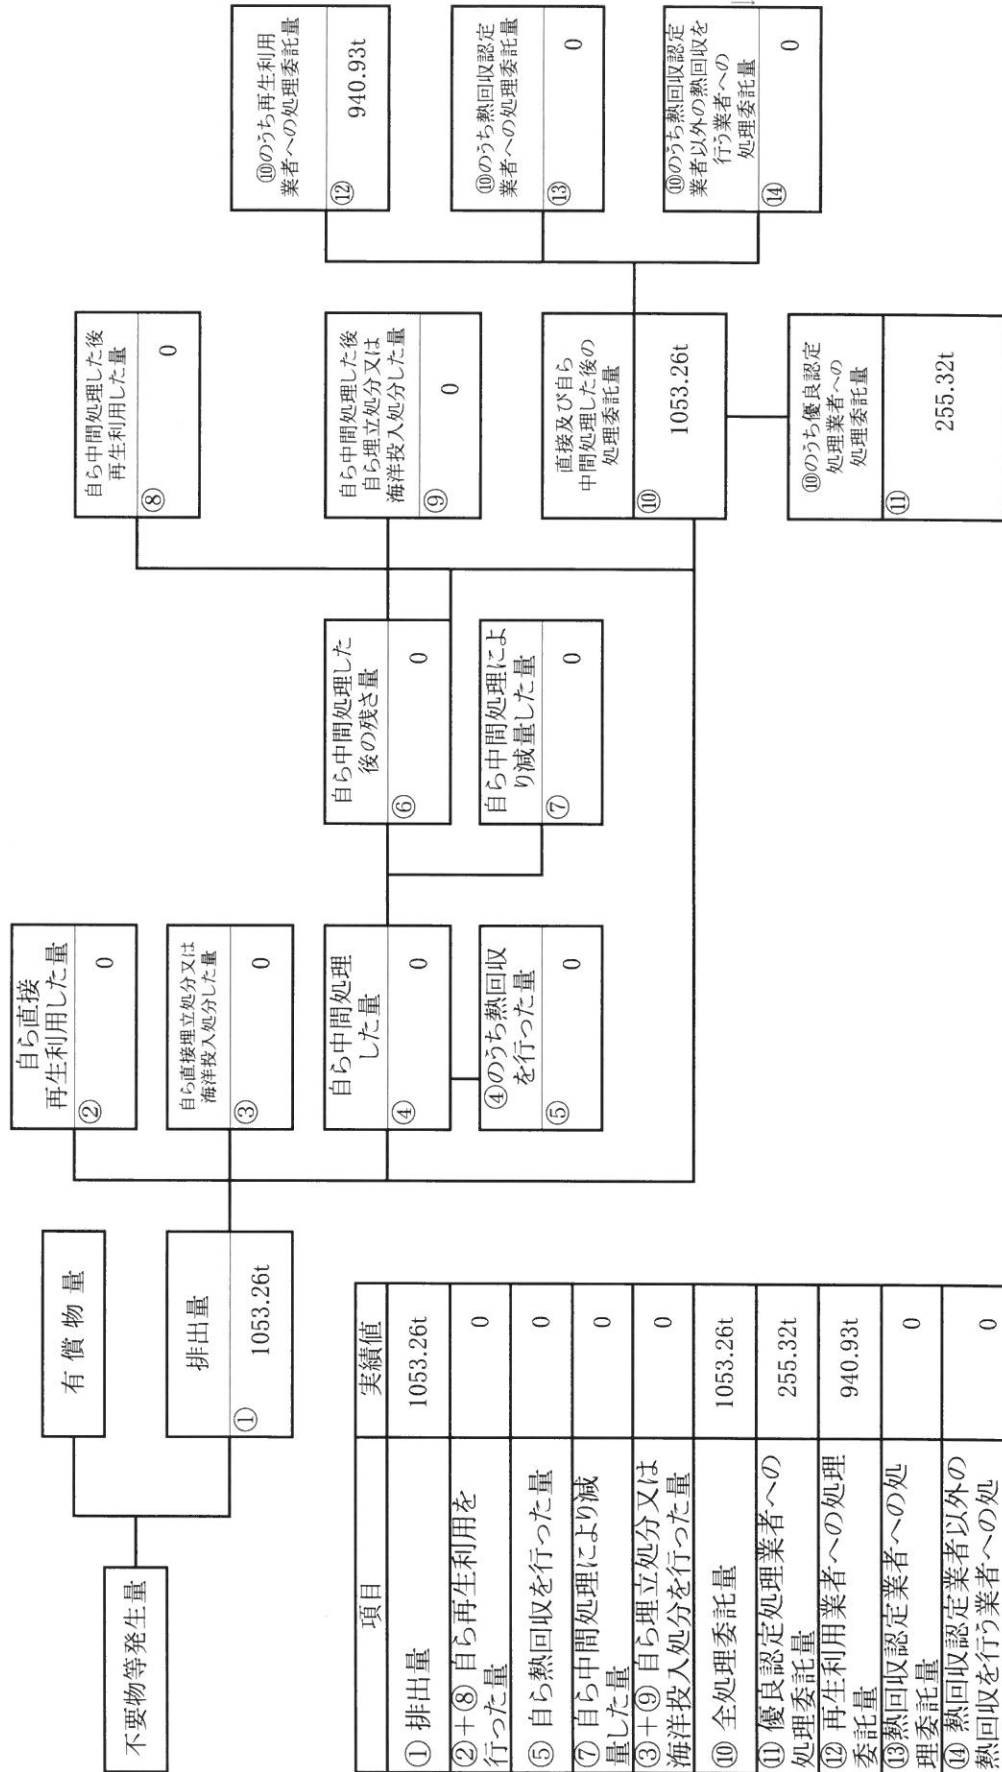 不要物等発生量
有償物量
排出量
① 1053.26t
自ら直接
再生利用した量
② 0
自ら直接埋立処分又は
海洋投入処分した量
③ 0
自ら中間処理
した量
④ 0
④のうち熱回収
を行った量
⑤ 0
自ら中間処理した
後の残さ量
⑥ 0
自ら中間処理によ
り減量した量
⑦ 0
自ら中間処理した後
再生利用した量
⑧ 0
自ら中間処理した後
自ら埋立処分又は
海洋投入処分した量
⑨ 0
直接及び自ら
中間処理した後の
処理委託量
⑩ 1053.26t
⑩のうち優良認定
処理業者への
処理委託量
⑪ 255.32t
⑩のうち再生利用
業者への処理委託量
⑫ 940.93t
⑩のうち熱回収認定
業者への処理委託量
⑬ 0
⑩のうち熱回収認定
業者以外の熱回収を
行う業者への
処理委託量
⑭ 0
項目 実績値
① 排出量 1053.26t
②+⑧ 自ら再生利用を
行った量 0
⑤ 自ら熱回収を行った量 0
⑦ 自ら中間処理により減
量した量 0
③+⑨ 自ら埋立処分又は
海洋投入処分を行った量 0
⑩ 全処理委託量 1053.26t
⑪ 優良認定処理業者への
処理委託量 255.32t
⑫ 再生利用業者への処理
委託量 940.93t
⑬熱回収認定業者への処
理委託量 0
⑭ 熱回収認定業者以外の
熱回収を行う業者への処 0